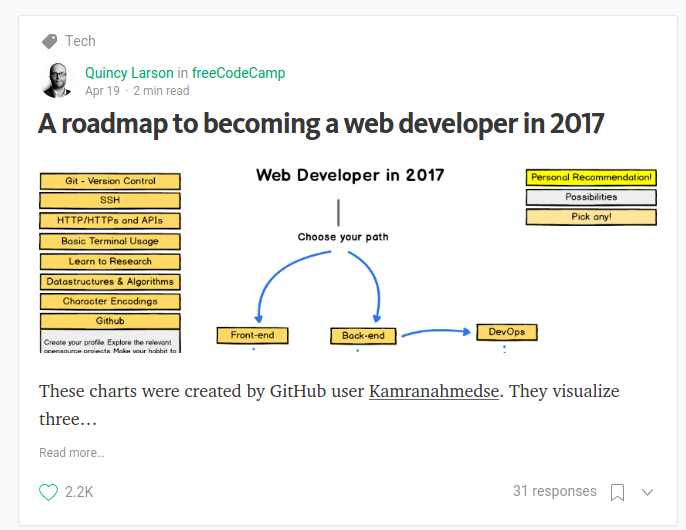 Tech
Quincy Larson in freeCodeCamp
Apr 19 · 2 min read
A roadmap to becoming a web developer in 2017
Git - Version Control
SSH
HTTP/HTTPs and APIs
Basic Terminal Usage
Learn to Research
Datastructures & Algorithms
Character Encodings
Github
Create your profile. Explore the relevant
opensource projects. Make your habbit to
Web Developer in 2017
Choose your path
Front-end
Back-end
DevOps
Personal Recommendation!
Possibilities
Pick any!
These charts were created by GitHub user Kamranahmedse. They visualize
three…
Read more...
2.2K
31 responses